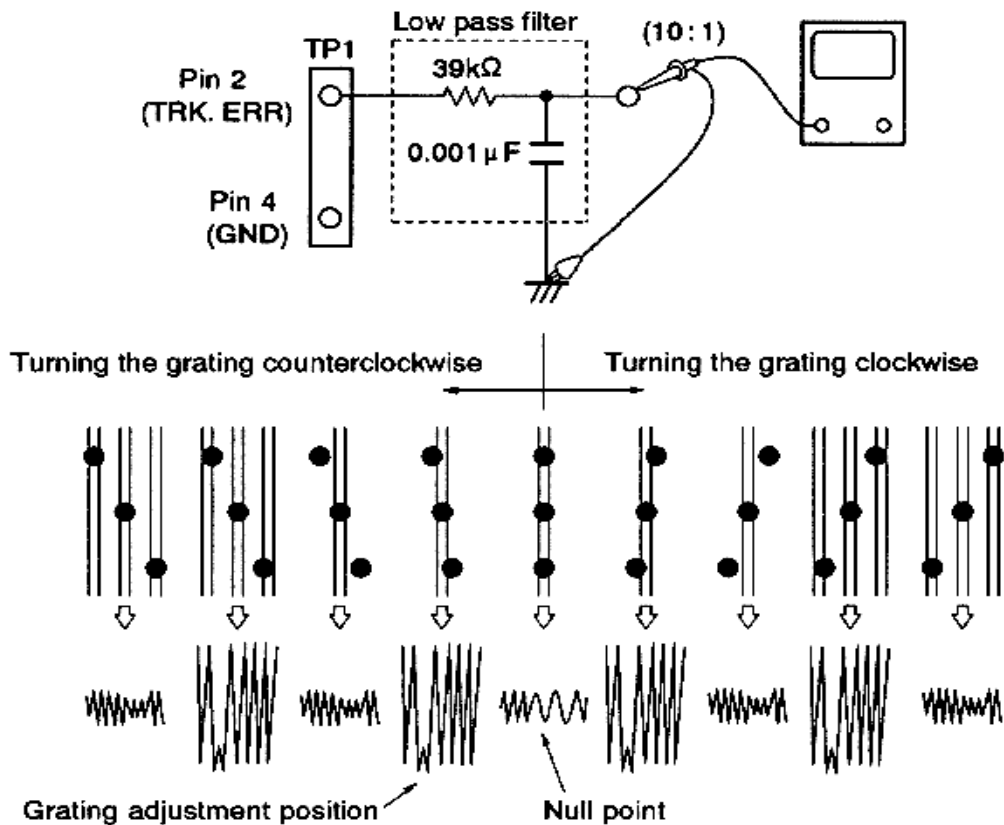 Low pass filter
TP1
(10 : 1)
Pin 2
(TRK. ERR)
39kΩ
0.001 μF
Pin 4
(GND)
Turning the grating counterclockwise
Turning the grating clockwise
Grating adjustment position
Null point